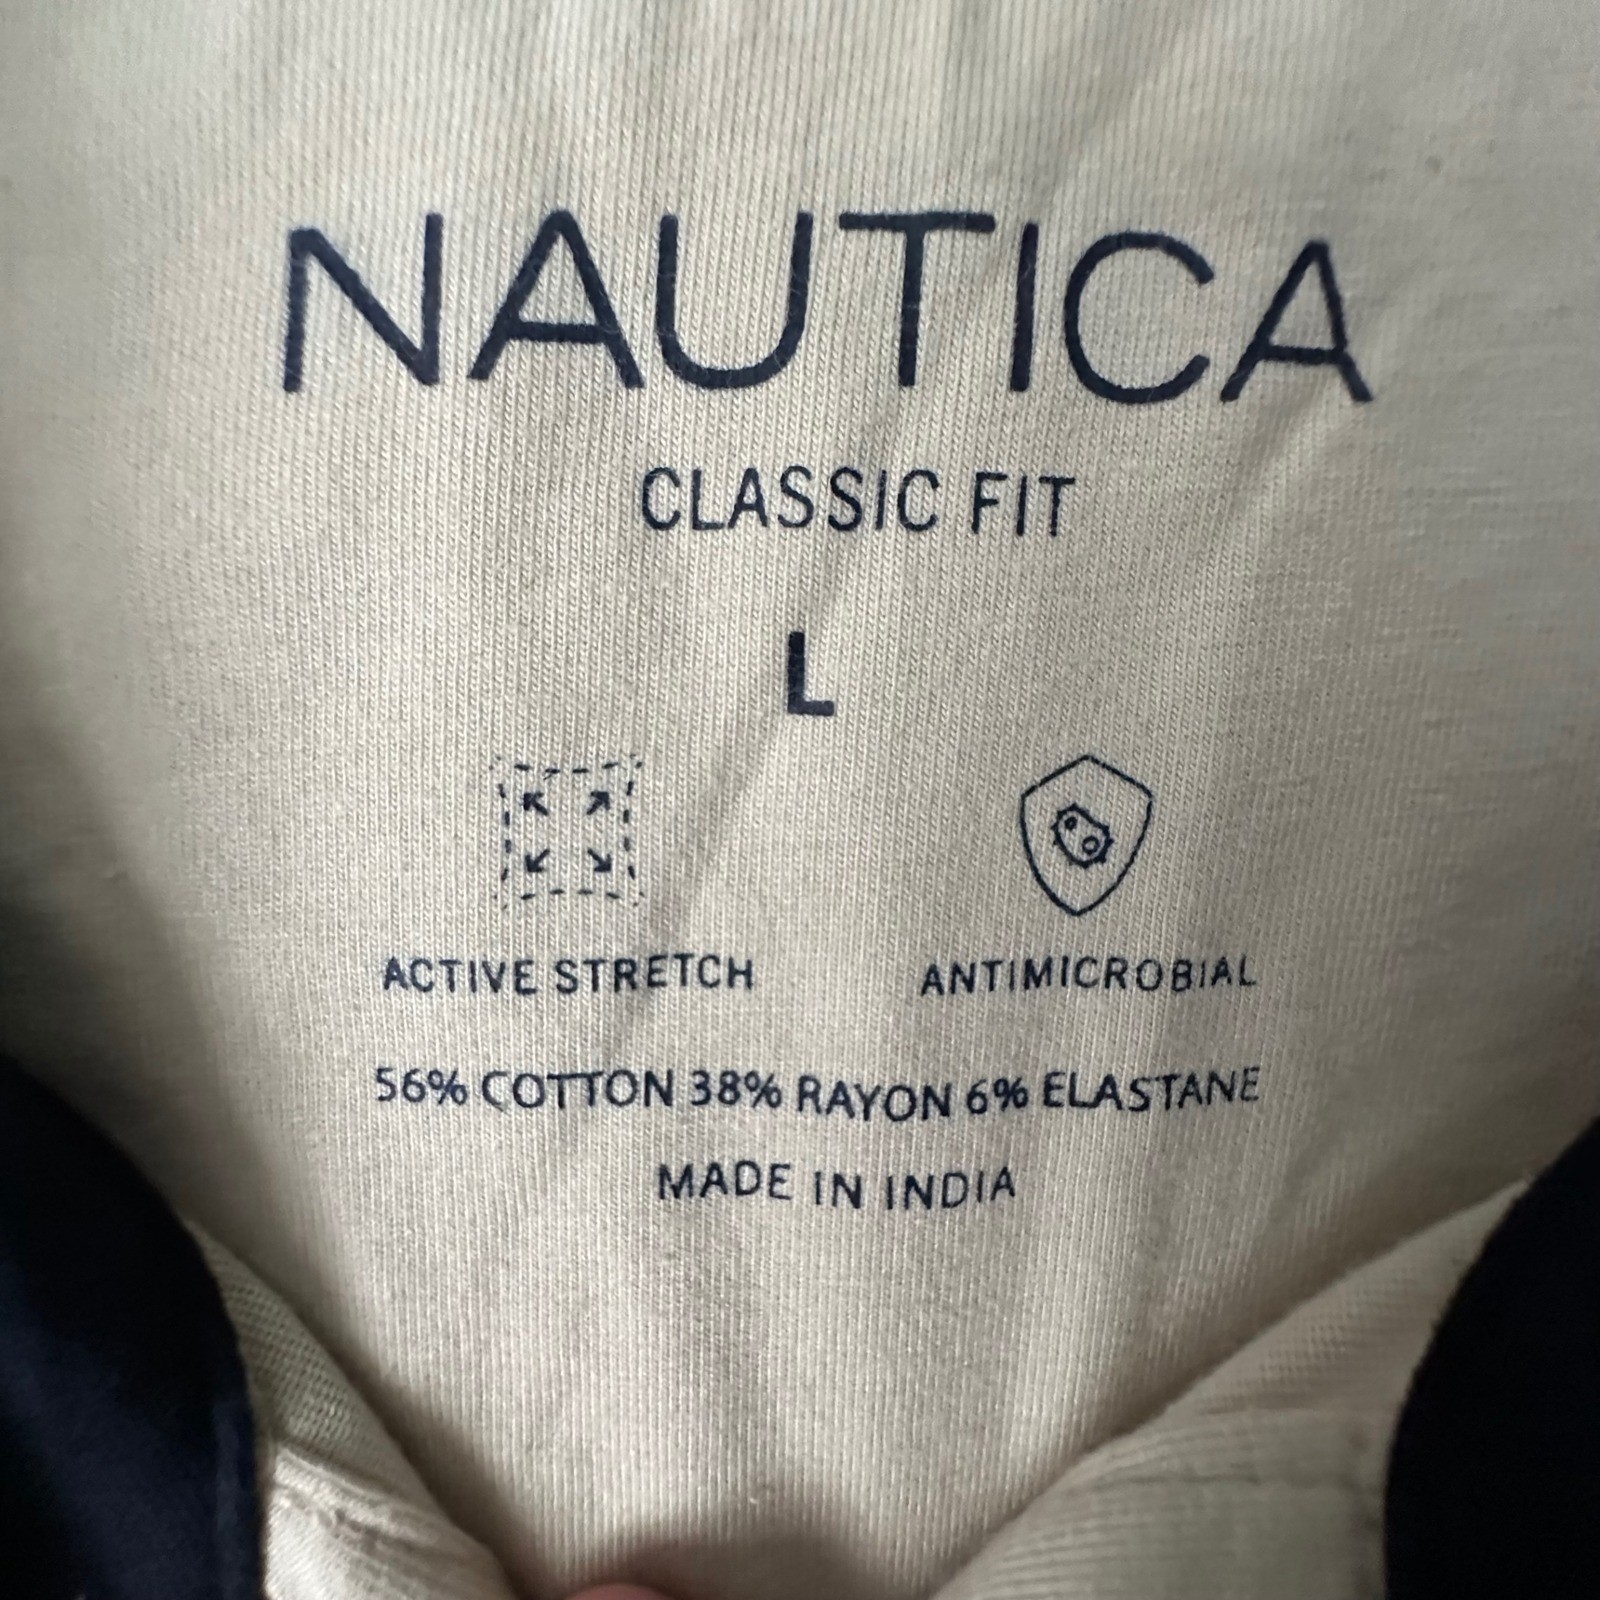 NAUTICA
CLASSIC FIT
L
ACTIVE STRETCH ANTIMICROBIAL
56% COTTON 38% RAYON 6% ELASTANE
MADE IN INDIA